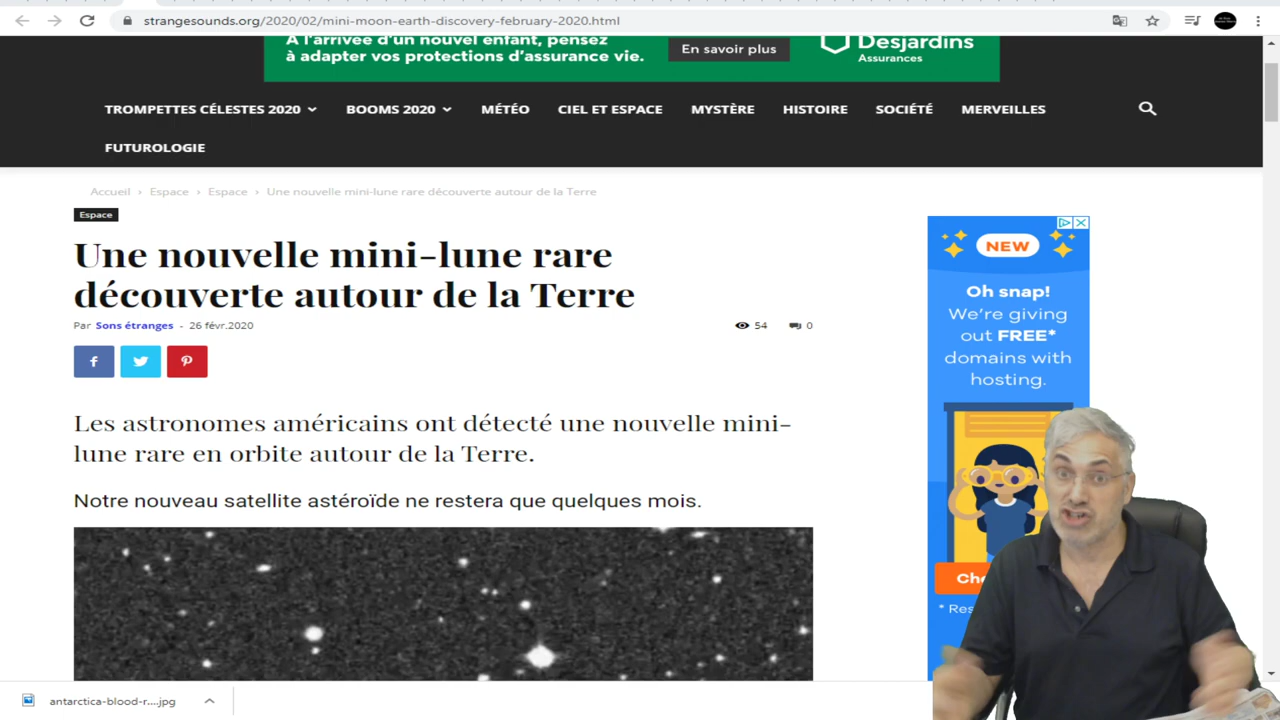 strangesounds.org/2020/02/mini-moon-earth-discovery-february-2020.html
A l'arrivée d'un nouvel enfant, pensez
à adapter vos protections d'assurance vie.
En savoir plus
Desjardins
Assurances
TROMPETTES CÉLESTES 2020
BOOMS 2020
MÉTÉO
CIEL ET ESPACE
MYSTÈRE
HISTOIRE
SOCIÉTÉ
MERVEILLES
FUTUROLOGIE
Accueil › Espace › Espace › Une nouvelle mini-lune rare découverte autour de la Terre
Espace
Une nouvelle mini-lune rare
découverte autour de la Terre
Par Sons étranges - 26 févr.2020
54
0
Les astronomes américains ont détecté une nouvelle mini-
lune rare en orbite autour de la Terre.
Notre nouveau satellite astéroïde ne restera que quelques mois.
NEW
Oh snap!
We're giving
out FREE*
domains with
hosting.
antarctica-blood-r....jpg